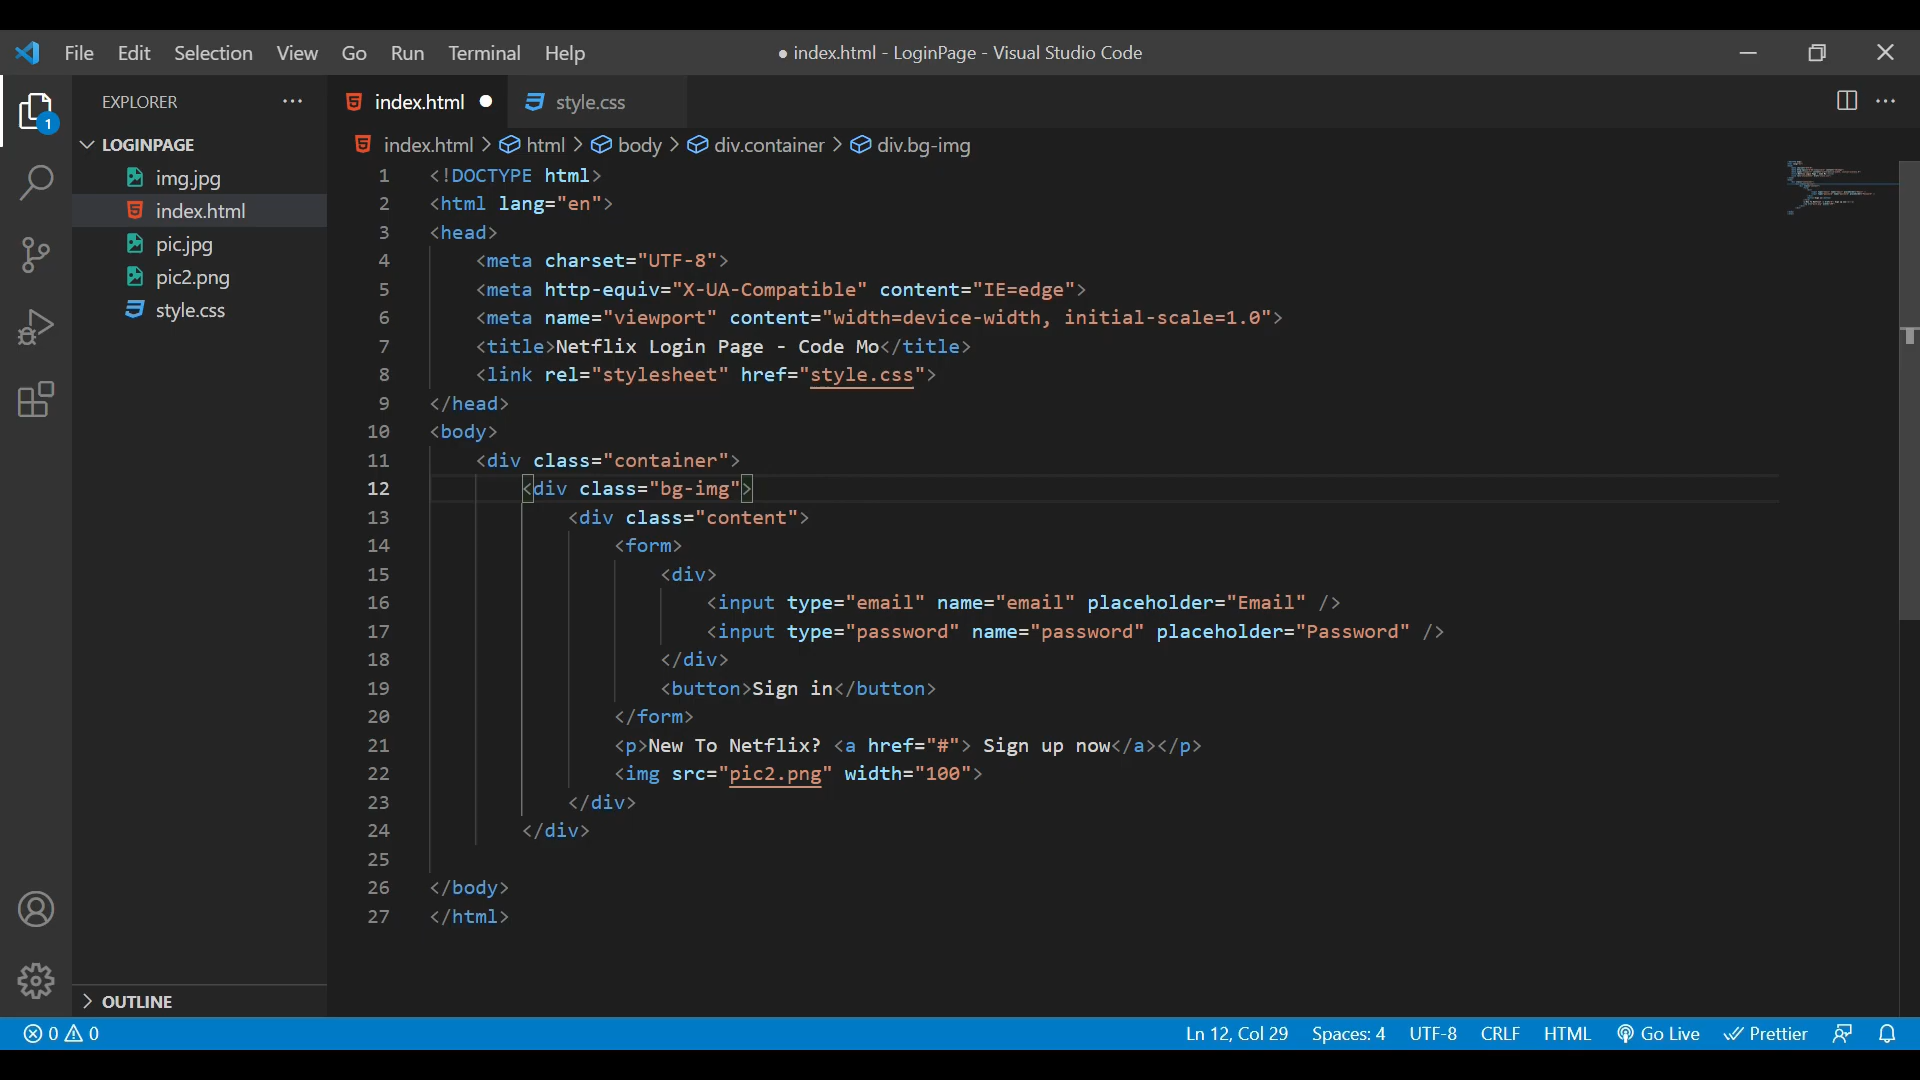 File Edit Selection View Go Run Terminal Help ● index.html - LoginPage - Visual Studio Code
EXPLORER ···
1
LOGINPAGE
img.jpg
index.html
pic.jpg
pic2.png
style.css
OUTLINE
index.html ● style.css
index.html > html > body > div.container > div.bg-img
1 <!DOCTYPE html>
2 <html lang="en">
3 <head>
4 <meta charset="UTF-8">
5 <meta http-equiv="X-UA-Compatible" content="IE=edge">
6 <meta name="viewport" content="width=device-width, initial-scale=1.0">
7 <title>Netflix Login Page - Code Mo</title>
8 <link rel="stylesheet" href="style.css">
9 </head>
10 <body>
11 <div class="container">
12 <div class="bg-img">
13 <div class="content">
14 <form>
15 <div>
16 <input type="email" name="email" placeholder="Email" />
17 <input type="password" name="password" placeholder="Password" />
18 </div>
19 <button>Sign in</button>
20 </form>
21 <p>New To Netflix? <a href="#"> Sign up now</a></p>
22 <img src="pic2.png" width="100">
23 </div>
24 </div>
25
26 </body>
27 </html>
0 0 Ln 12, Col 29 Spaces: 4 UTF-8 CRLF HTML Go Live Prettier